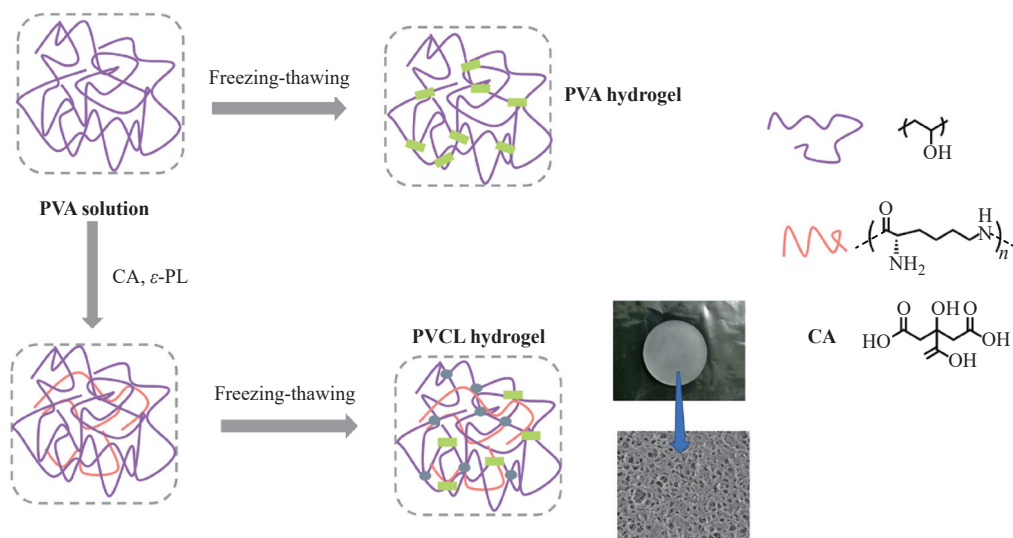 Freezing-thawing
PVA hydrogel
PVA solution
CA, ε-PL
PVCL hydrogel
Freezing-thawing
OH
O
H
N
NH2
n
CA
O
OH
O
HO
OH
OH